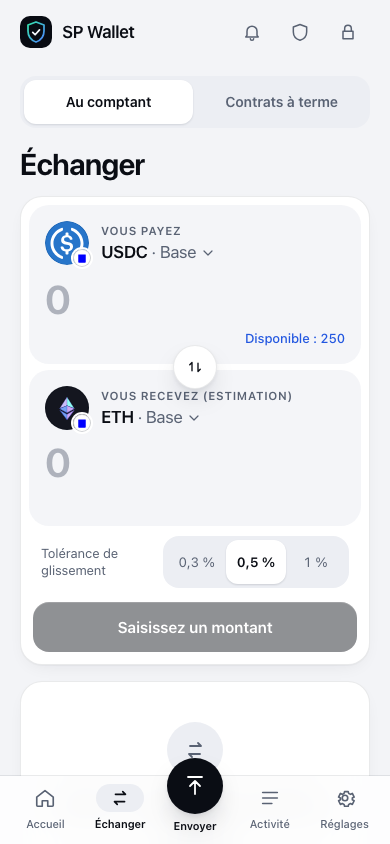 SP Wallet
Au comptant
Contrats à terme
Échanger
VOUS PAYEZ
USDC · Base
0
Disponible : 250
VOUS RECEVEZ (ESTIMATION)
ETH · Base
0
Tolérance de
glissement
0,3 %
0,5 %
1 %
Saisissez un montant
Accueil
Échanger
Envoyer
Activité
Réglages